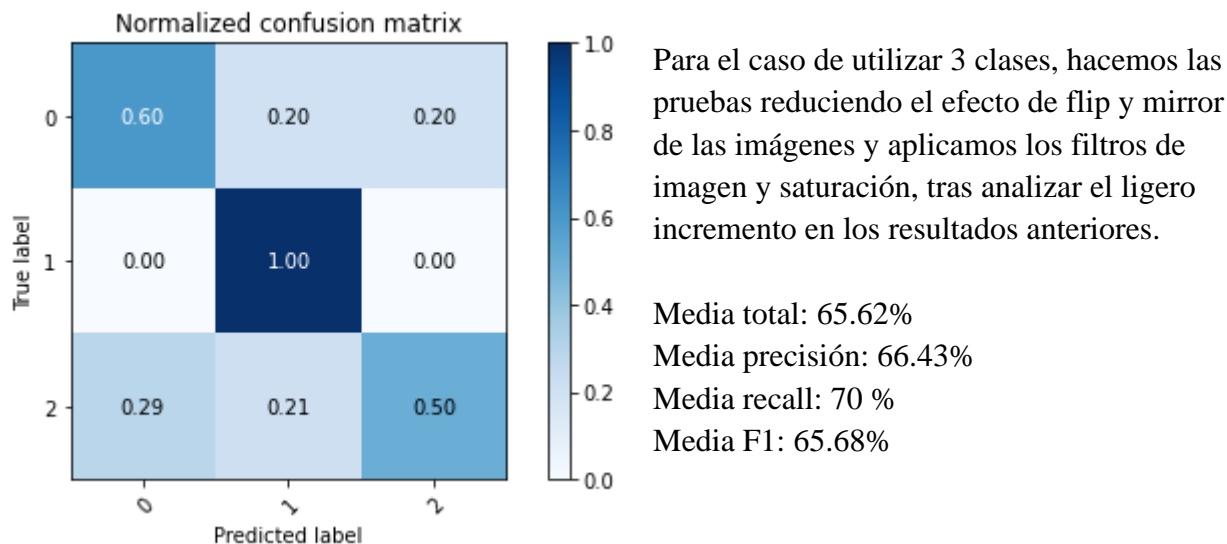 Normalized confusion matrix
0 0.60 0.20 0.20
1 0.00 1.00 0.00
2 0.29 0.21 0.50
0 1 2
True label
Predicted label
1.0
0.8
0.6
0.4
0.2
0.0
Para el caso de utilizar 3 clases, hacemos las
pruebas reduciendo el efecto de flip y mirror
de las imágenes y aplicamos los filtros de
imagen y saturación, tras analizar el ligero
incremento en los resultados anteriores.
Media total: 65.62%
Media precisión: 66.43%
Media recall: 70 %
Media F1: 65.68%